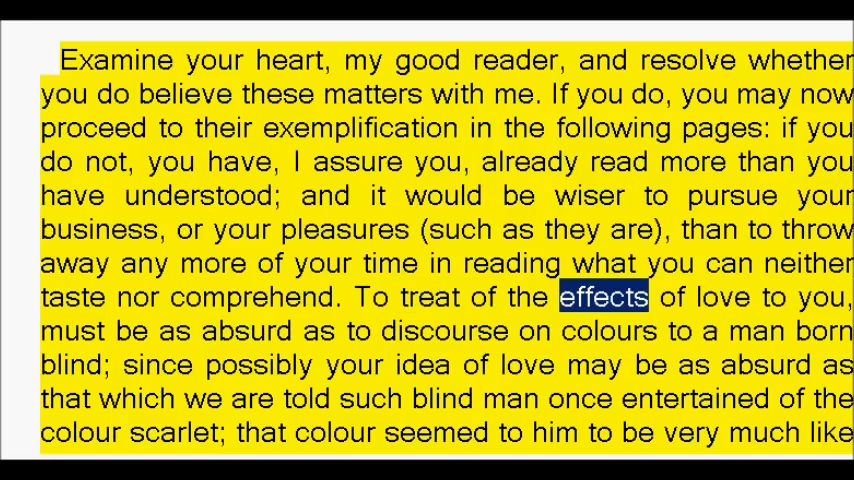 Examine your heart, my good reader, and resolve whether
you do believe these matters with me. If you do, you may now
proceed to their exemplification in the following pages: if you
do not, you have, I assure you, already read more than you
have understood; and it would be wiser to pursue your
business, or your pleasures (such as they are), than to throw
away any more of your time in reading what you can neither
taste nor comprehend. To treat of the effects of love to you,
must be as absurd as to discourse on colours to a man born
blind; since possibly your idea of love may be as absurd as
that which we are told such blind man once entertained of the
colour scarlet; that colour seemed to him to be very much like